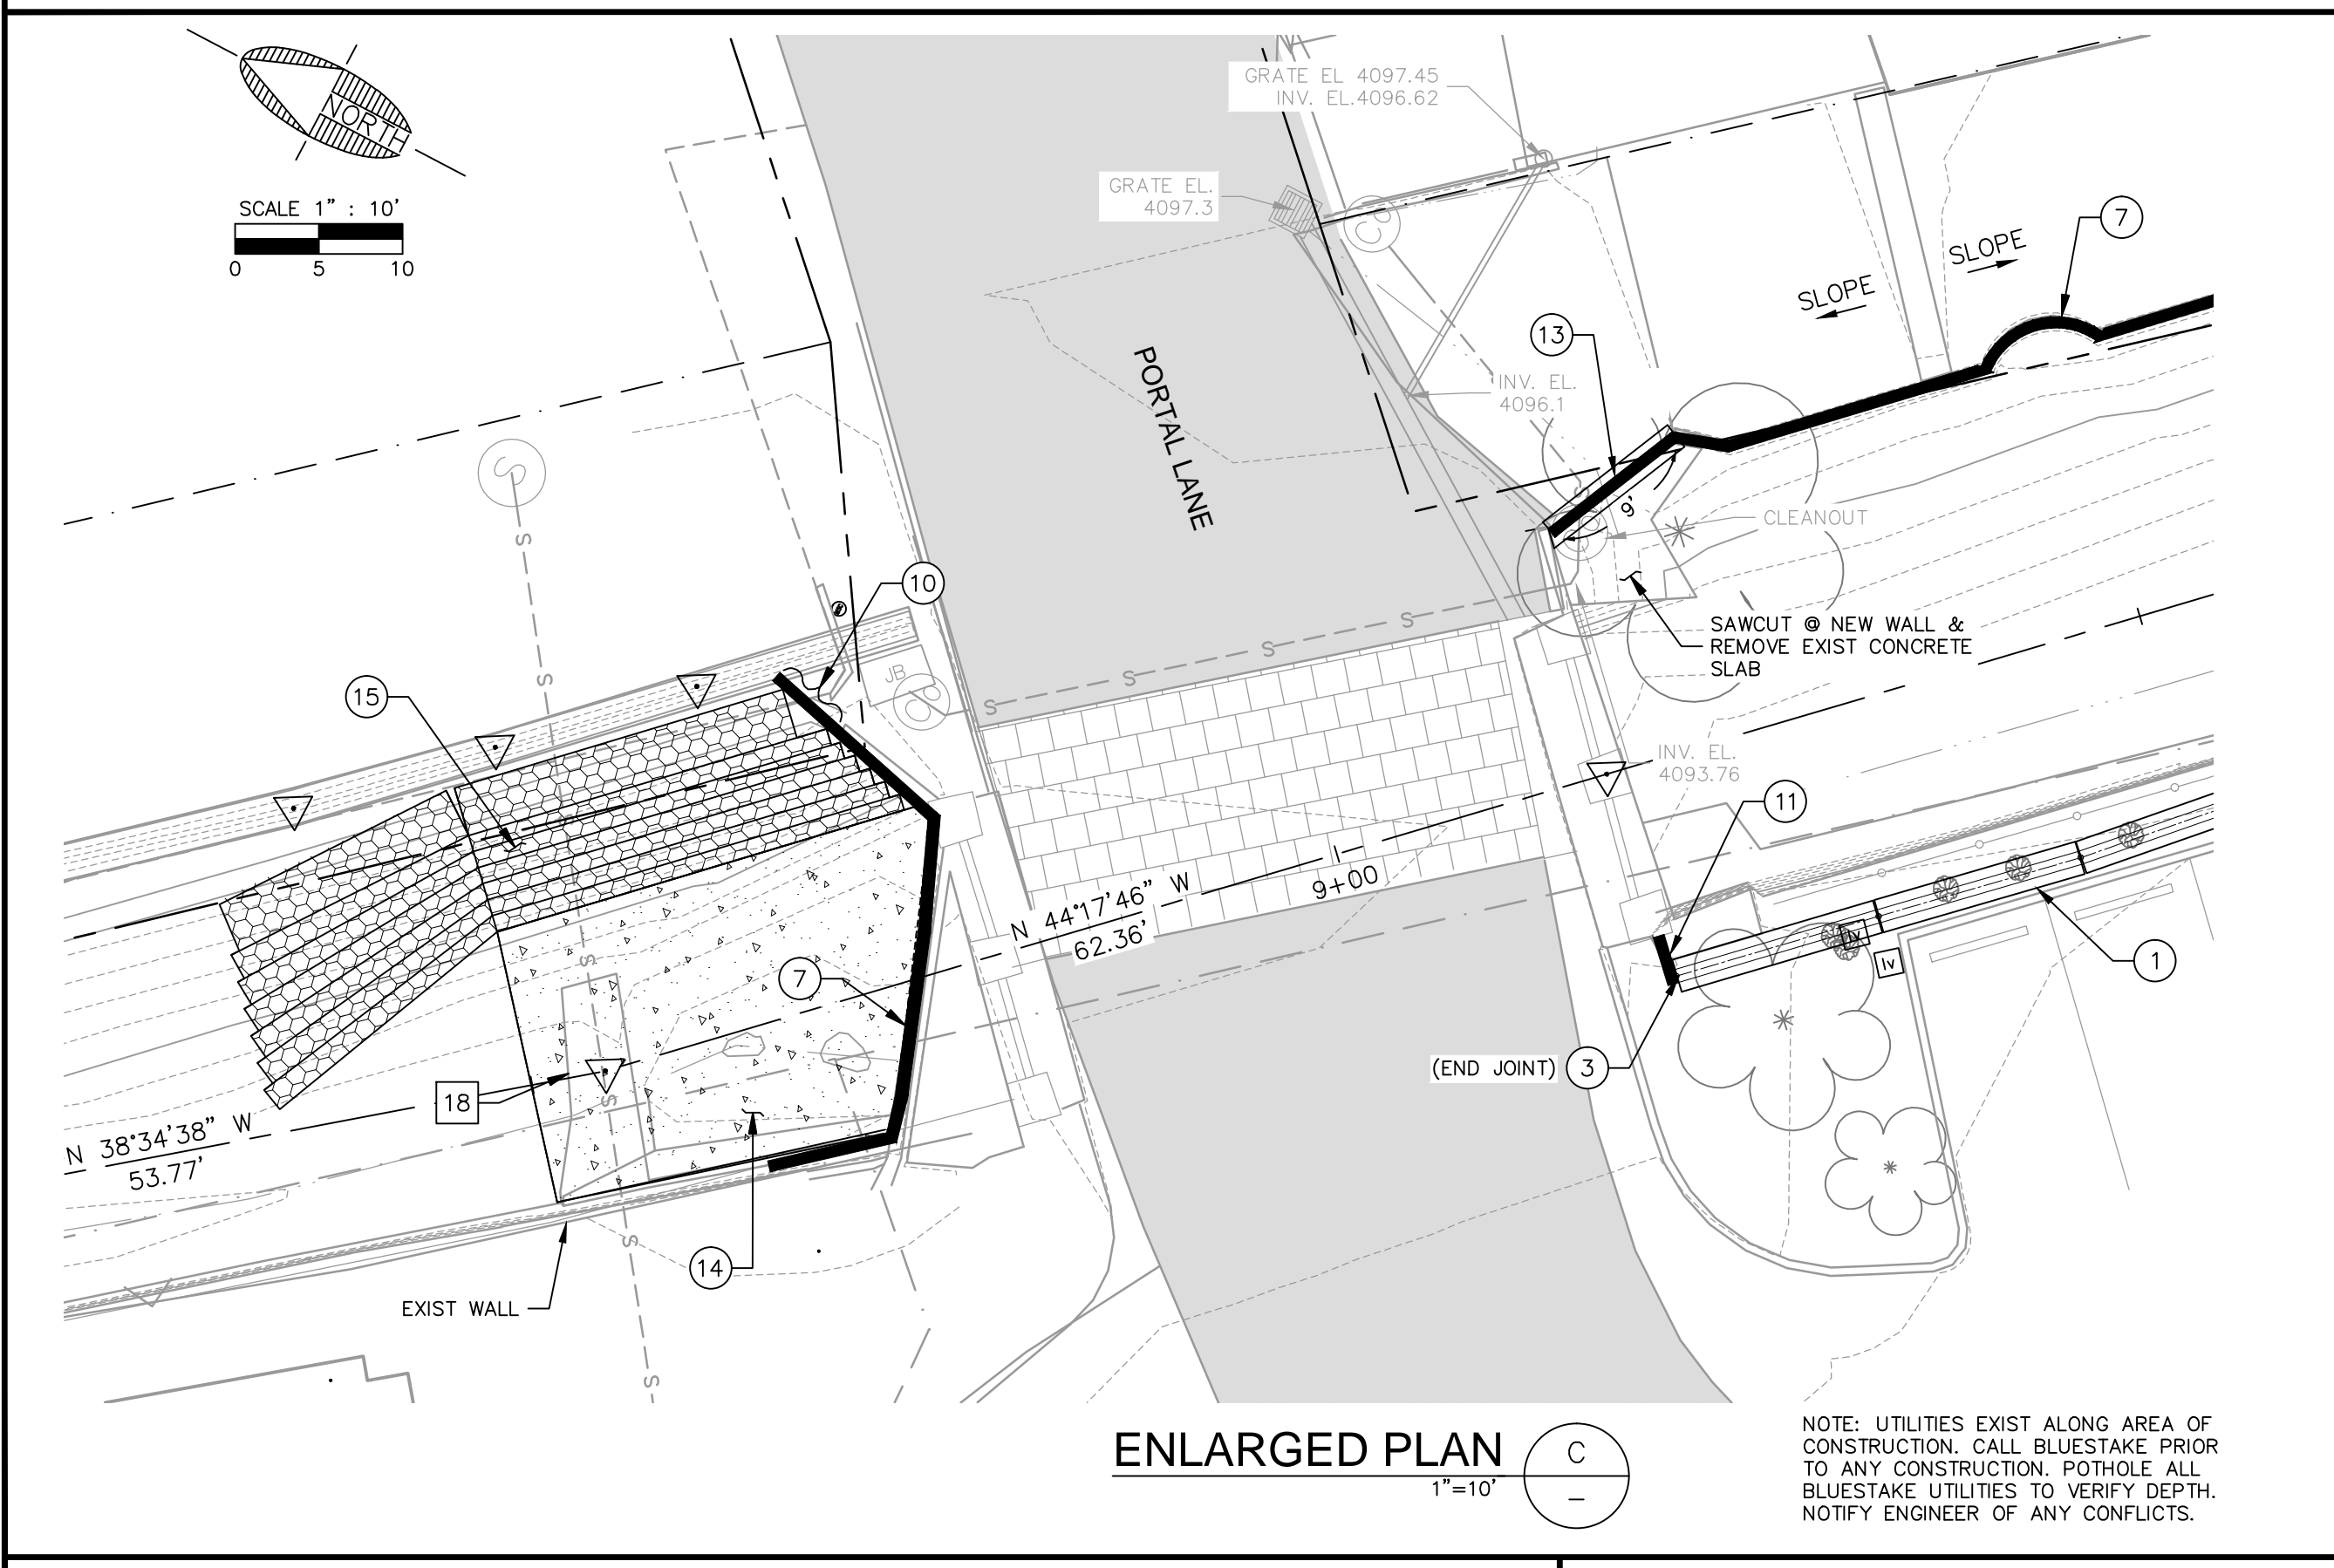 NORTH
SCALE 1" : 10'
0 5 10
GRATE EL 4097.45
INV. EL.4096.62
GRATE EL.
4097.3
CO
7
SLOPE
SLOPE
13
INV. EL.
4096.1
PORTAL LANE
S
S
9'
CO
CLEANOUT
S
10
SAWCUT @ NEW WALL &
REMOVE EXIST CONCRETE
SLAB
S
S
S
S
S
JB
CO
15
INV. EL.
4093.76
11
9+00
N 44°17'46" W
62.36'
lv
lv
1
S
7
(END JOINT) 3
18
S
N 38°34'38" W
53.77'
S
14
EXIST WALL
S
ENLARGED PLAN
1"=10'
C
–
NOTE: UTILITIES EXIST ALONG AREA OF
CONSTRUCTION. CALL BLUESTAKE PRIOR
TO ANY CONSTRUCTION. POTHOLE ALL
BLUESTAKE UTILITIES TO VERIFY DEPTH.
NOTIFY ENGINEER OF ANY CONFLICTS.